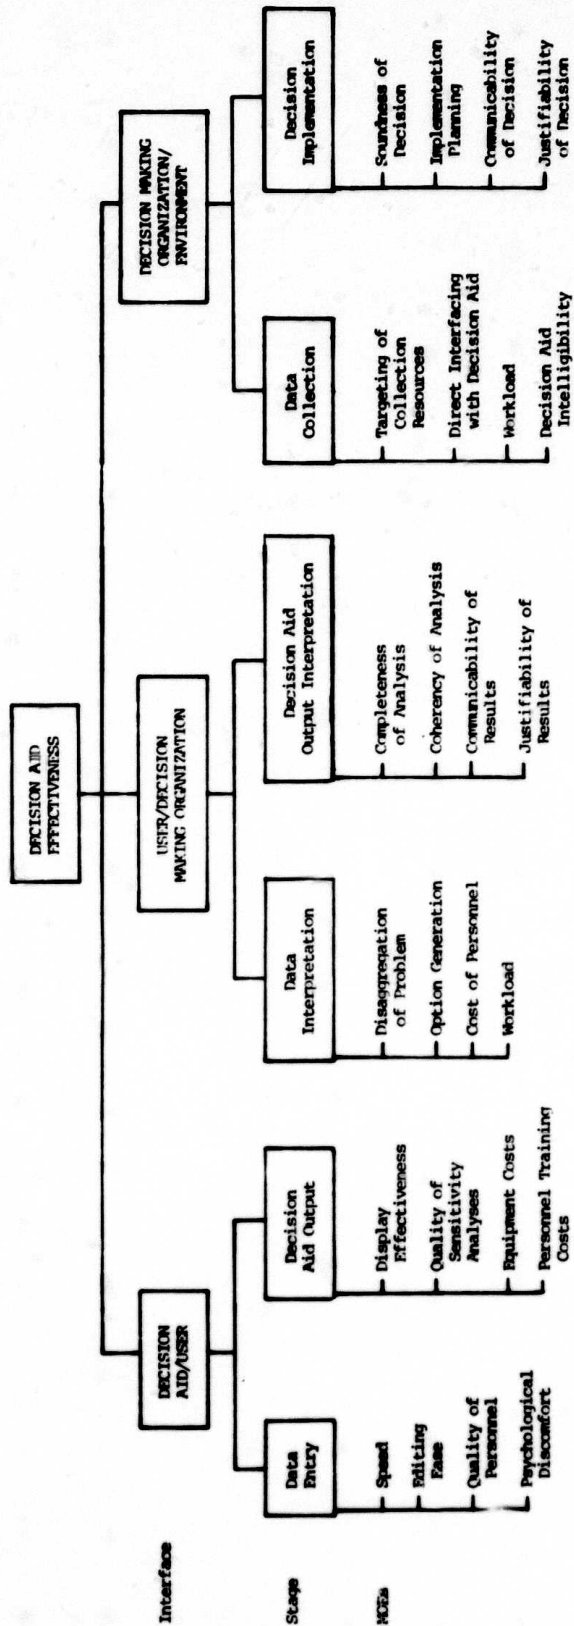 DECISION AID
EFFECTIVENESS
Interface
DECISION
AID/USER
USER/DECISION
MAKING ORGANIZATION
DECISION MAKING
ORGANIZATION/
ENVIRONMENT
Stage
Data
Entry
Decision
Aid Output
Data
Interpretation
Decision Aid
Output Interpretation
Data
Collection
Decision
Implementation
MOEs
Speed
Editing
Ease
Quality of
Personnel
Psychological
Discomfort
Display
Effectiveness
Quality of
Sensitivity
Analyses
Equipment Costs
Personnel Training
Costs
Disaggregation
of Problem
Option Generation
Cost of Personnel
Workload
Completeness
of Analysis
Coherency of Analysis
Communicability of
Results
Justifiability of
Results
Targeting of
Collection
Resources
Direct Interfacing
with Decision Aid
Workload
Decision Aid
Intelligibility
Soundness of
Decision
Implementation
Planning
Communicability
of Decision
Justifiability
of Decision